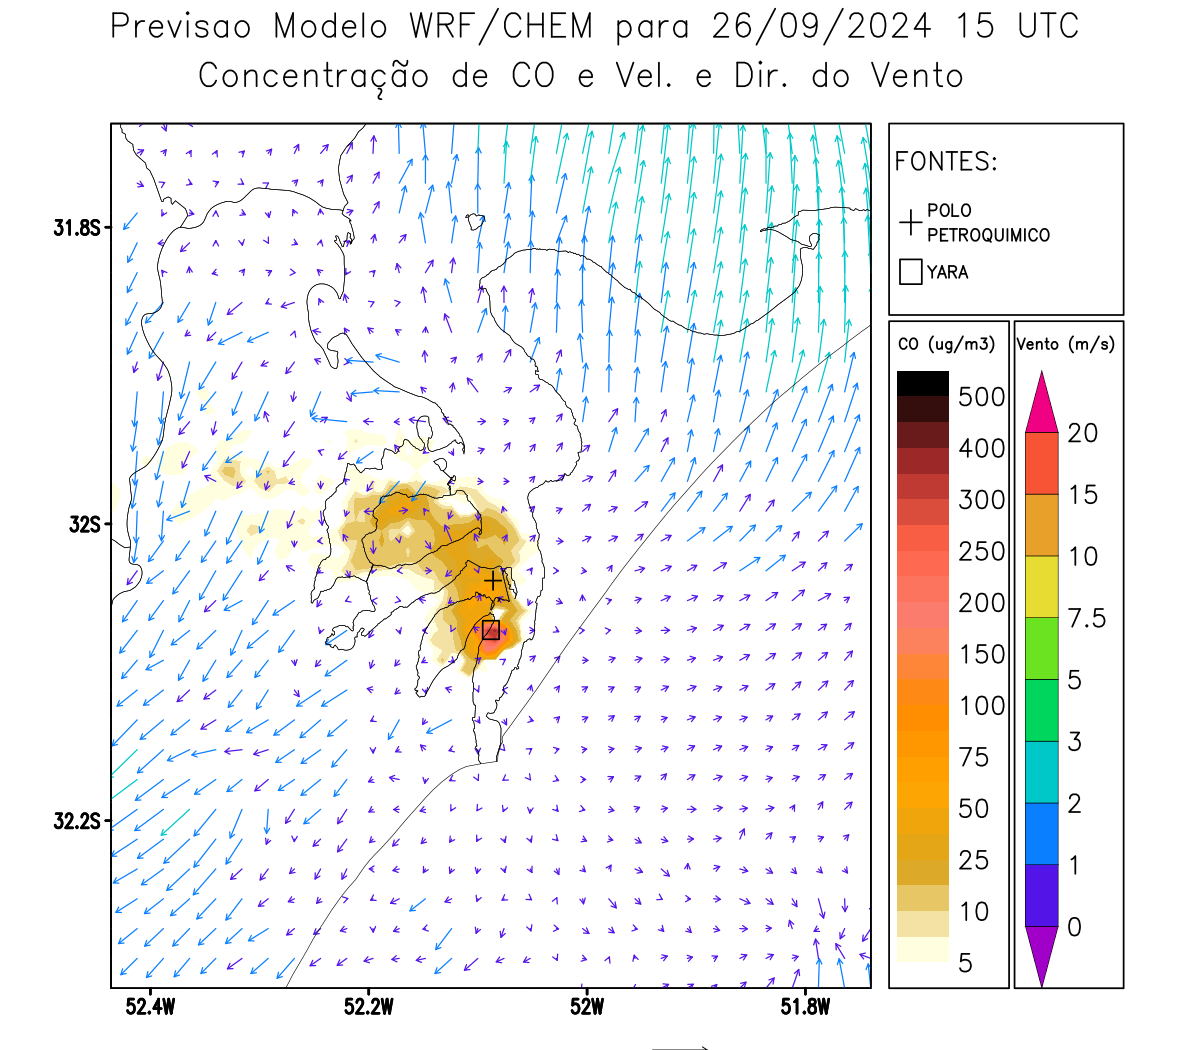 Previsao Modelo WRF/CHEM para 26/09/2024 15 UTC
Concentração de CO e Vel. e Dir. do Vento
FONTES:
POLO
PETROQUIMICO
YARA
CO (ug/m3)
500
400
300
250
200
150
100
75
50
25
10
5
Vento (m/s)
20
15
10
7.5
5
3
2
1
0
31.8S
32S
32.2S
52.4W
52.2W
52W
51.8W